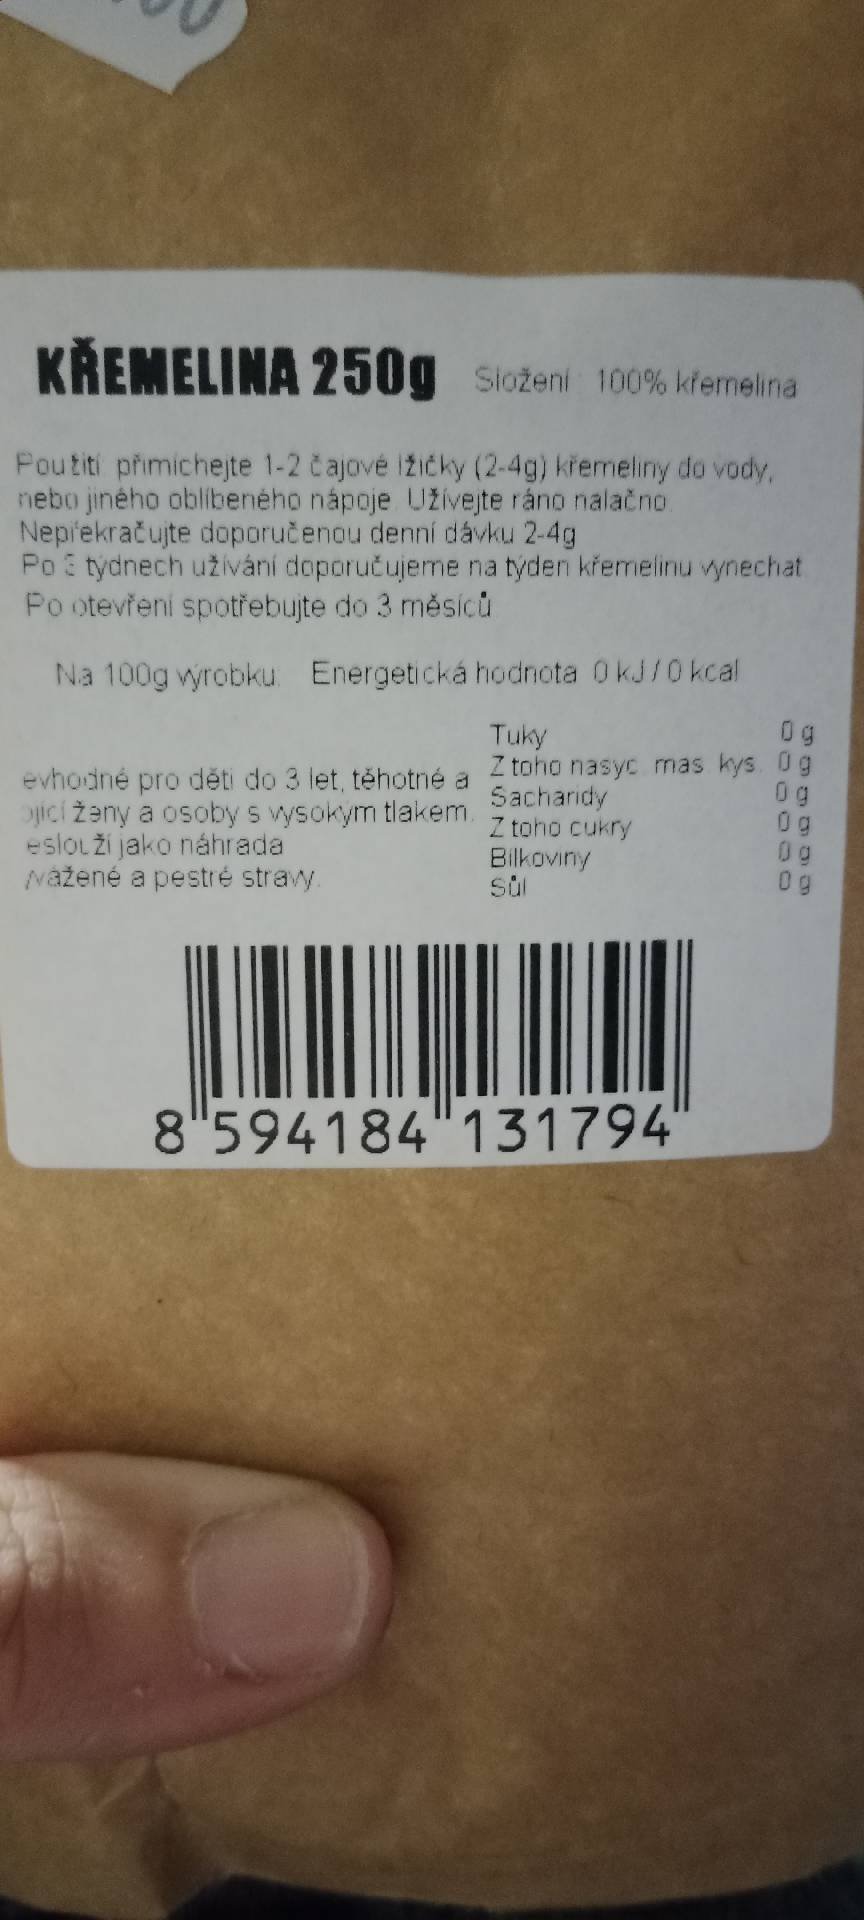 KŘEMELINA 250g Složení: 100% křemelina
Použití: přimíchejte 1-2 čajové lžičky (2-4g) křemeliny do vody,
nebo jiného oblíbeného nápoje. Užívejte ráno nalačno.
Nepřekračujte doporučenou denní dávku 2-4g
Po 3 týdnech užívání doporučujeme na týden křemelinu vynechat
Po otevření spotřebujte do 3 měsíců
Na 100g výrobku: Energetická hodnota 0 kJ / 0 kcal
evhodné pro děti do 3 let, těhotné a
ojící ženy a osoby s vysokým tlakem.
eslouží jako náhrada
vážené a pestré stravy.
Tuky 0 g
Z toho nasyc. mas. kys. 0 g
Sacharidy 0 g
Z toho cukry 0 g
Bílkoviny 0 g
Sůl 0 g
8 594184 131794